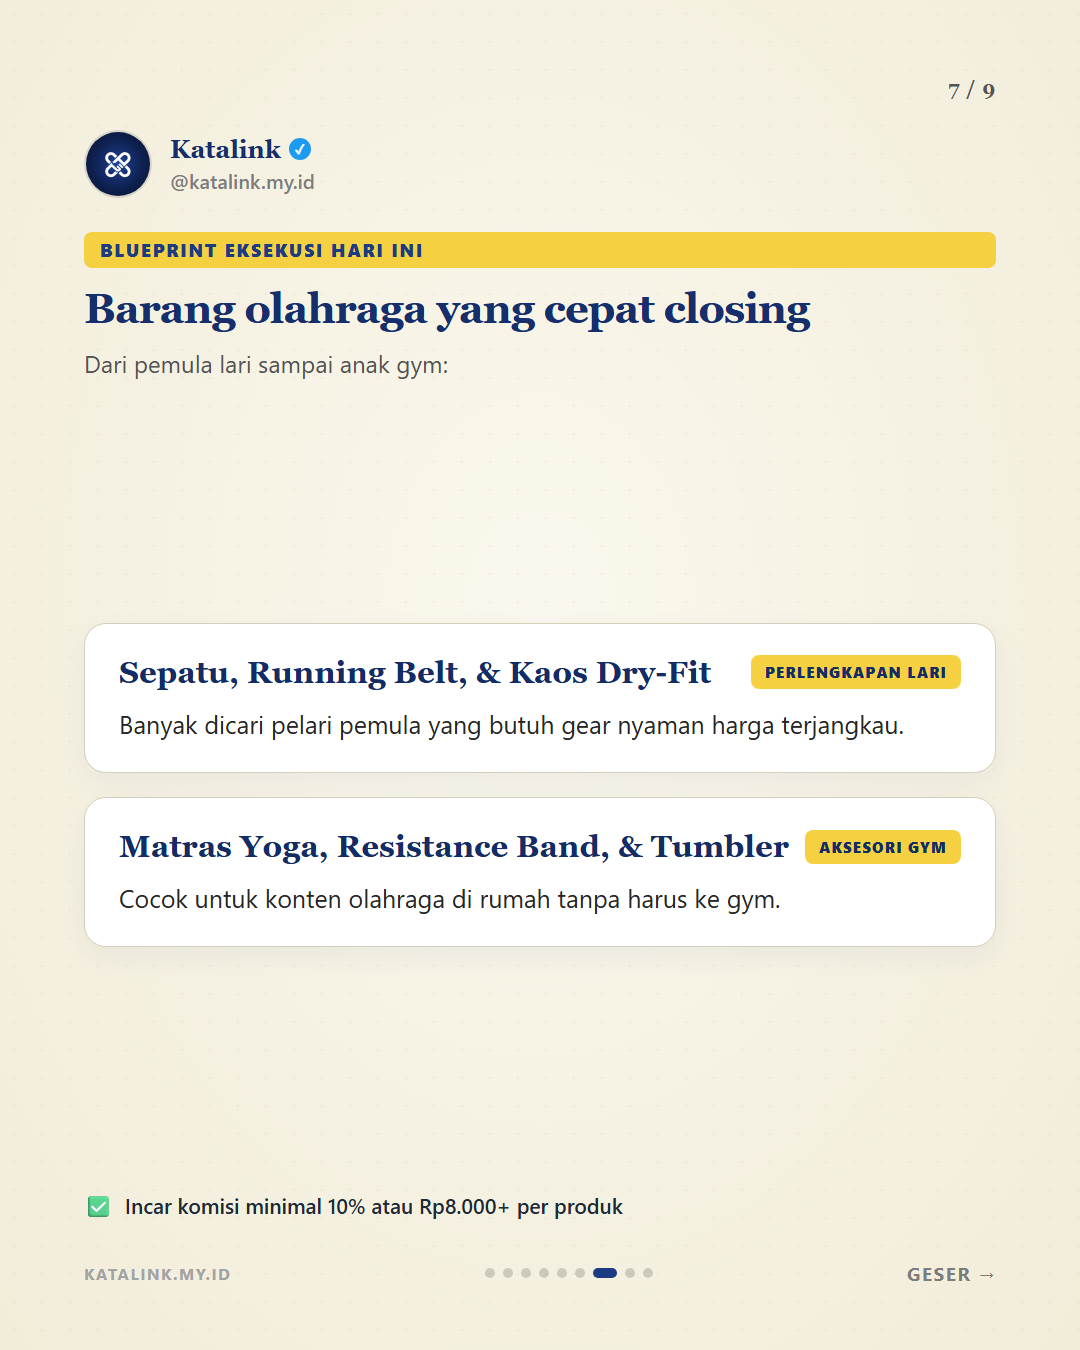 7 / 9
Katalink
@katalink.my.id
BLUEPRINT EKSEKUSI HARI INI
Barang olahraga yang cepat closing
Dari pemula lari sampai anak gym:
Sepatu, Running Belt, & Kaos Dry-Fit
PERLENGKAPAN LARI
Banyak dicari pelari pemula yang butuh gear nyaman harga terjangkau.
Matras Yoga, Resistance Band, & Tumbler
AKSESORI GYM
Cocok untuk konten olahraga di rumah tanpa harus ke gym.
✅ Incar komisi minimal 10% atau Rp8.000+ per produk
KATALINK.MY.ID
GESER →